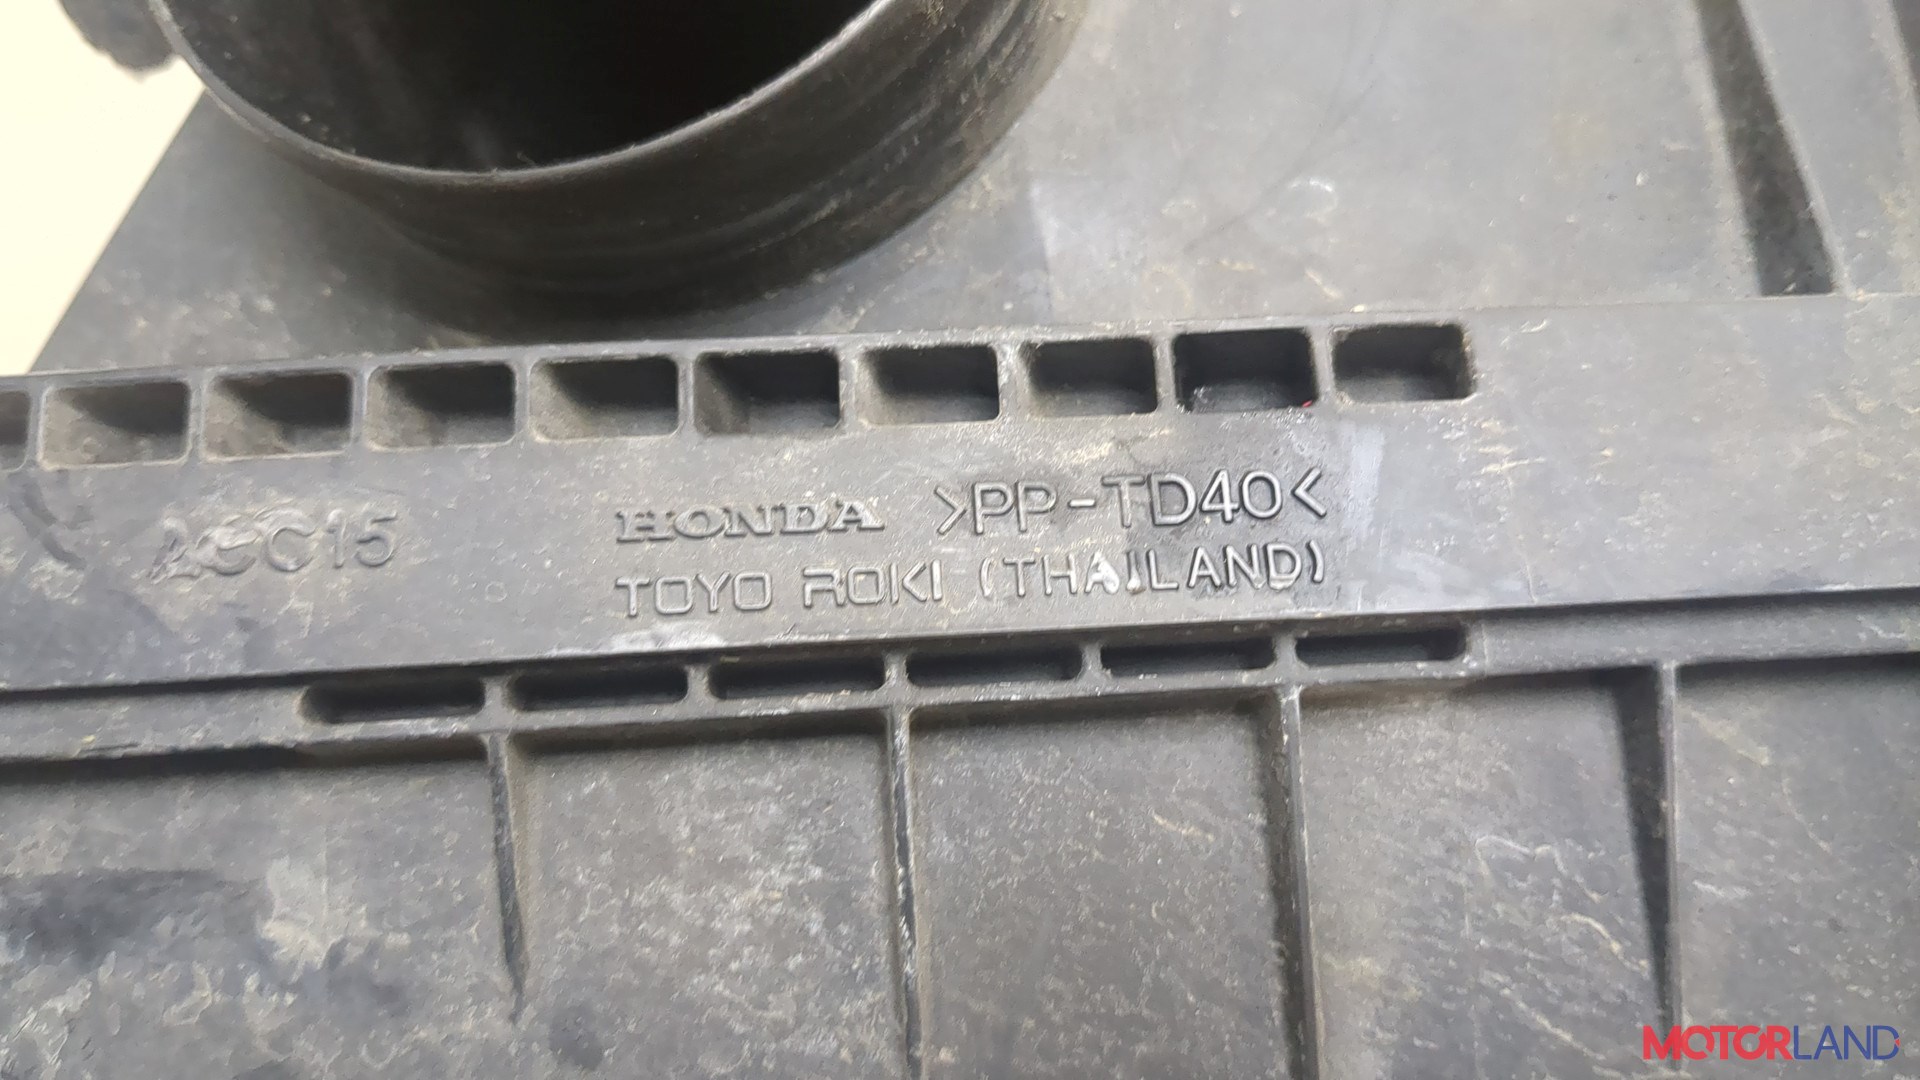 HONDA >PP-TD40<
TOYO ROKI (THAILAND)
MOTORLAND